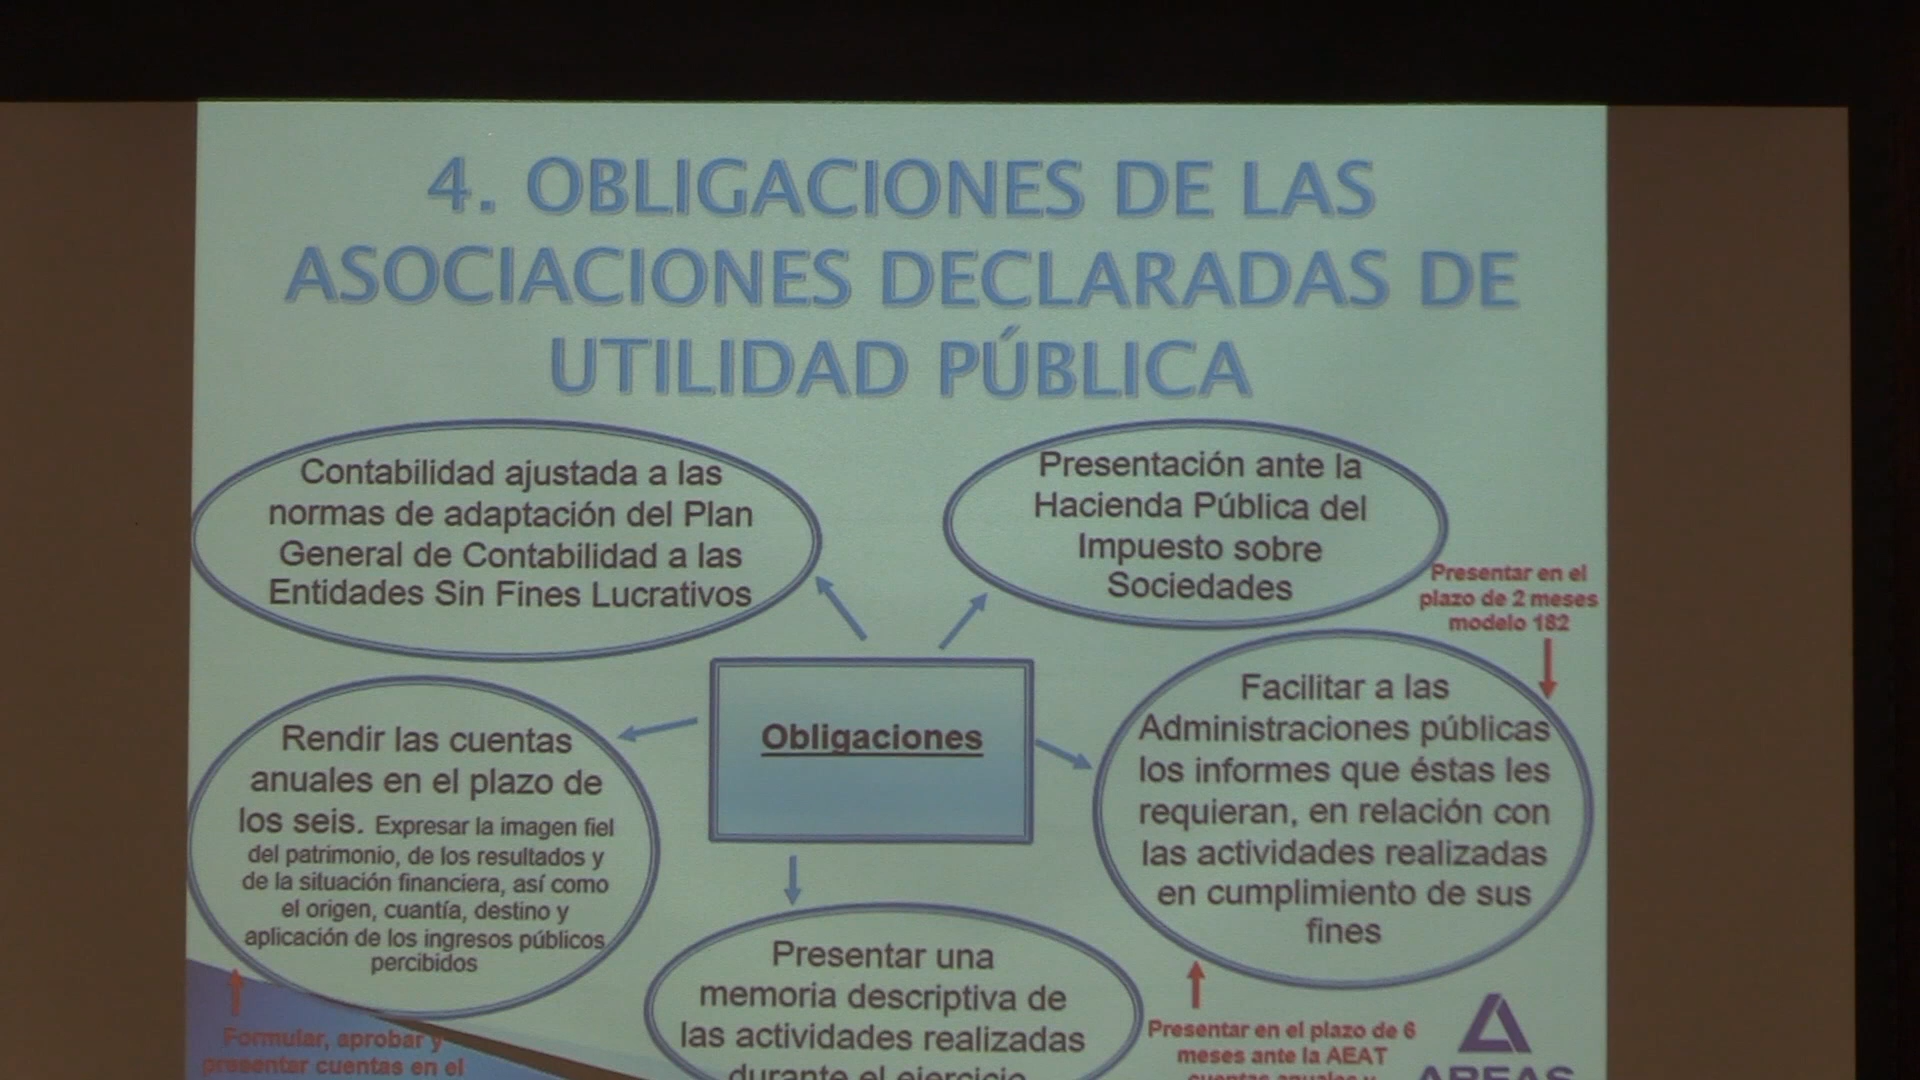 4. OBLIGACIONES DE LAS
ASOCIACIONES DECLARADAS DE
UTILIDAD PÚBLICA
Contabilidad ajustada a las
normas de adaptación del Plan
General de Contabilidad a las
Entidades Sin Fines Lucrativos
Presentación ante la
Hacienda Pública del
Impuesto sobre
Sociedades
Presentar en el
plazo de 2 meses
modelo 182
Obligaciones
Rendir las cuentas
anuales en el plazo de
los seis. Expresar la imagen fiel
del patrimonio, de los resultados y
de la situación financiera, así como
el origen, cuantía, destino y
aplicación de los ingresos públicos
percibidos
Facilitar a las
Administraciones públicas
los informes que éstas les
requieran, en relación con
las actividades realizadas
en cumplimiento de sus
fines
Presentar una
memoria descriptiva de
las actividades realizadas
durante el ejercicio
Formular, aprobar y
presentar cuentas en el
Presentar en el plazo de 6
meses ante la AEAT
cuentas anuales y
AREAS